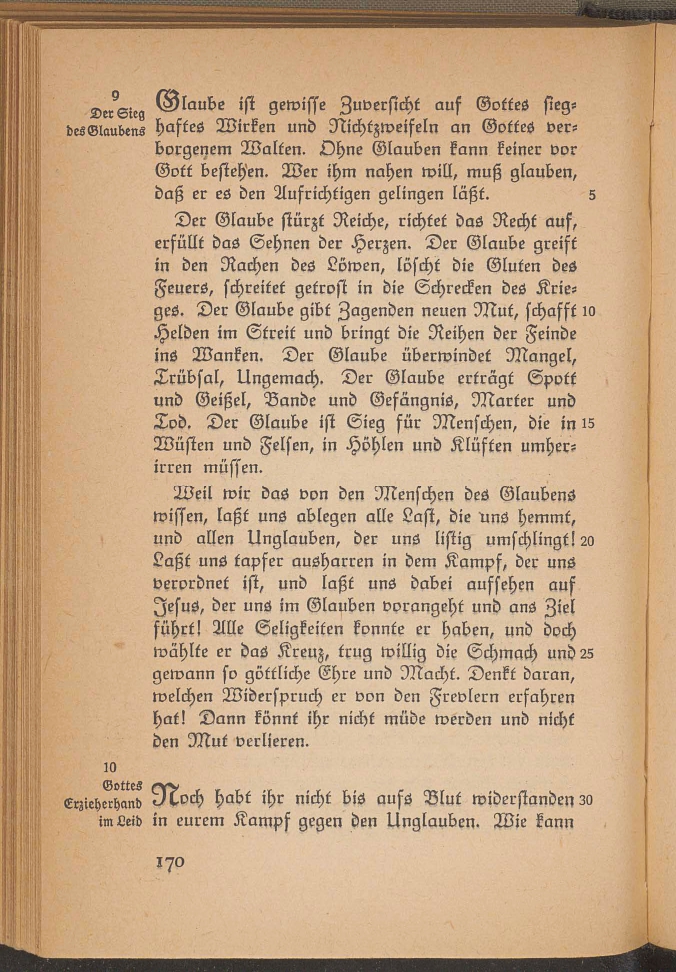 9
Der Sieg
des Glaubens
Glaube ist gewisse Zuversicht auf Gottes sieg-
haftes Wirken und Nichtzweifeln an Gottes ver-
borgenem Walten. Ohne Glauben kann keiner vor
Gott bestehen. Wer ihm nahen will, muß glauben,
daß er es den Aufrichtigen gelingen läßt. 5
Der Glaube stürzt Reiche, richtet das Recht auf,
erfüllt das Sehnen der Herzen. Der Glaube greift
in den Rachen des Löwen, löscht die Gluten des
Feuers, schreitet getrost in die Schrecken des Krie-
ges. Der Glaube gibt Zagenden neuen Mut, schafft 10
Helden im Streit und bringt die Reihen der Feinde
ins Wanken. Der Glaube überwindet Mangel,
Trübsal, Ungemach. Der Glaube erträgt Spott
und Geißel, Bande und Gefängnis, Marter und
Tod. Der Glaube ist Sieg für Menschen, die in 15
Wüsten und Felsen, in Höhlen und Klüften umher-
irren müssen.
Weil wir das von den Menschen des Glaubens
wissen, laßt uns ablegen alle Last, die uns hemmt,
und allen Unglauben, der uns listig umschlingt! 20
Laßt uns tapfer ausharren in dem Kampf, der uns
verordnet ist, und laßt uns dabei aufsehen auf
Jesus, der uns im Glauben vorangeht und ans Ziel
führt! Alle Seligkeiten konnte er haben, und doch
wählte er das Kreuz, trug willig die Schmach und 25
gewann so göttliche Ehre und Macht. Denkt daran,
welchen Widerspruch er von den Frevlern erfahren
hat! Dann könnt ihr nicht müde werden und nicht
den Mut verlieren.
10
Gottes
Erzieherhand
im Leid
Noch habt ihr nicht bis aufs Blut widerstanden 30
in eurem Kampf gegen den Unglauben. Wie kann
170